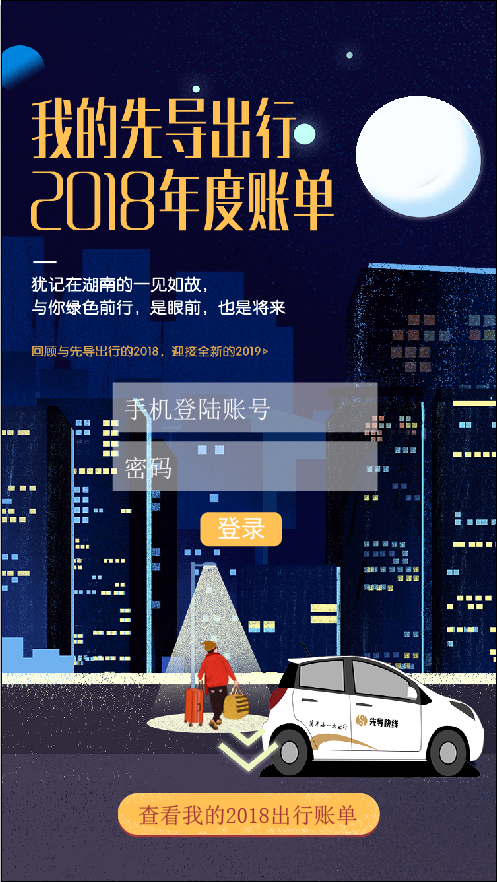 我的先导出行
2018年度账单
犹记在湖南的一见如故，
与你绿色前行，是眼前，也是将来
回顾与先导出行的2018，迎接全新的2019
手机登陆账号
密码
登录
先导快线
查看我的2018出行账单